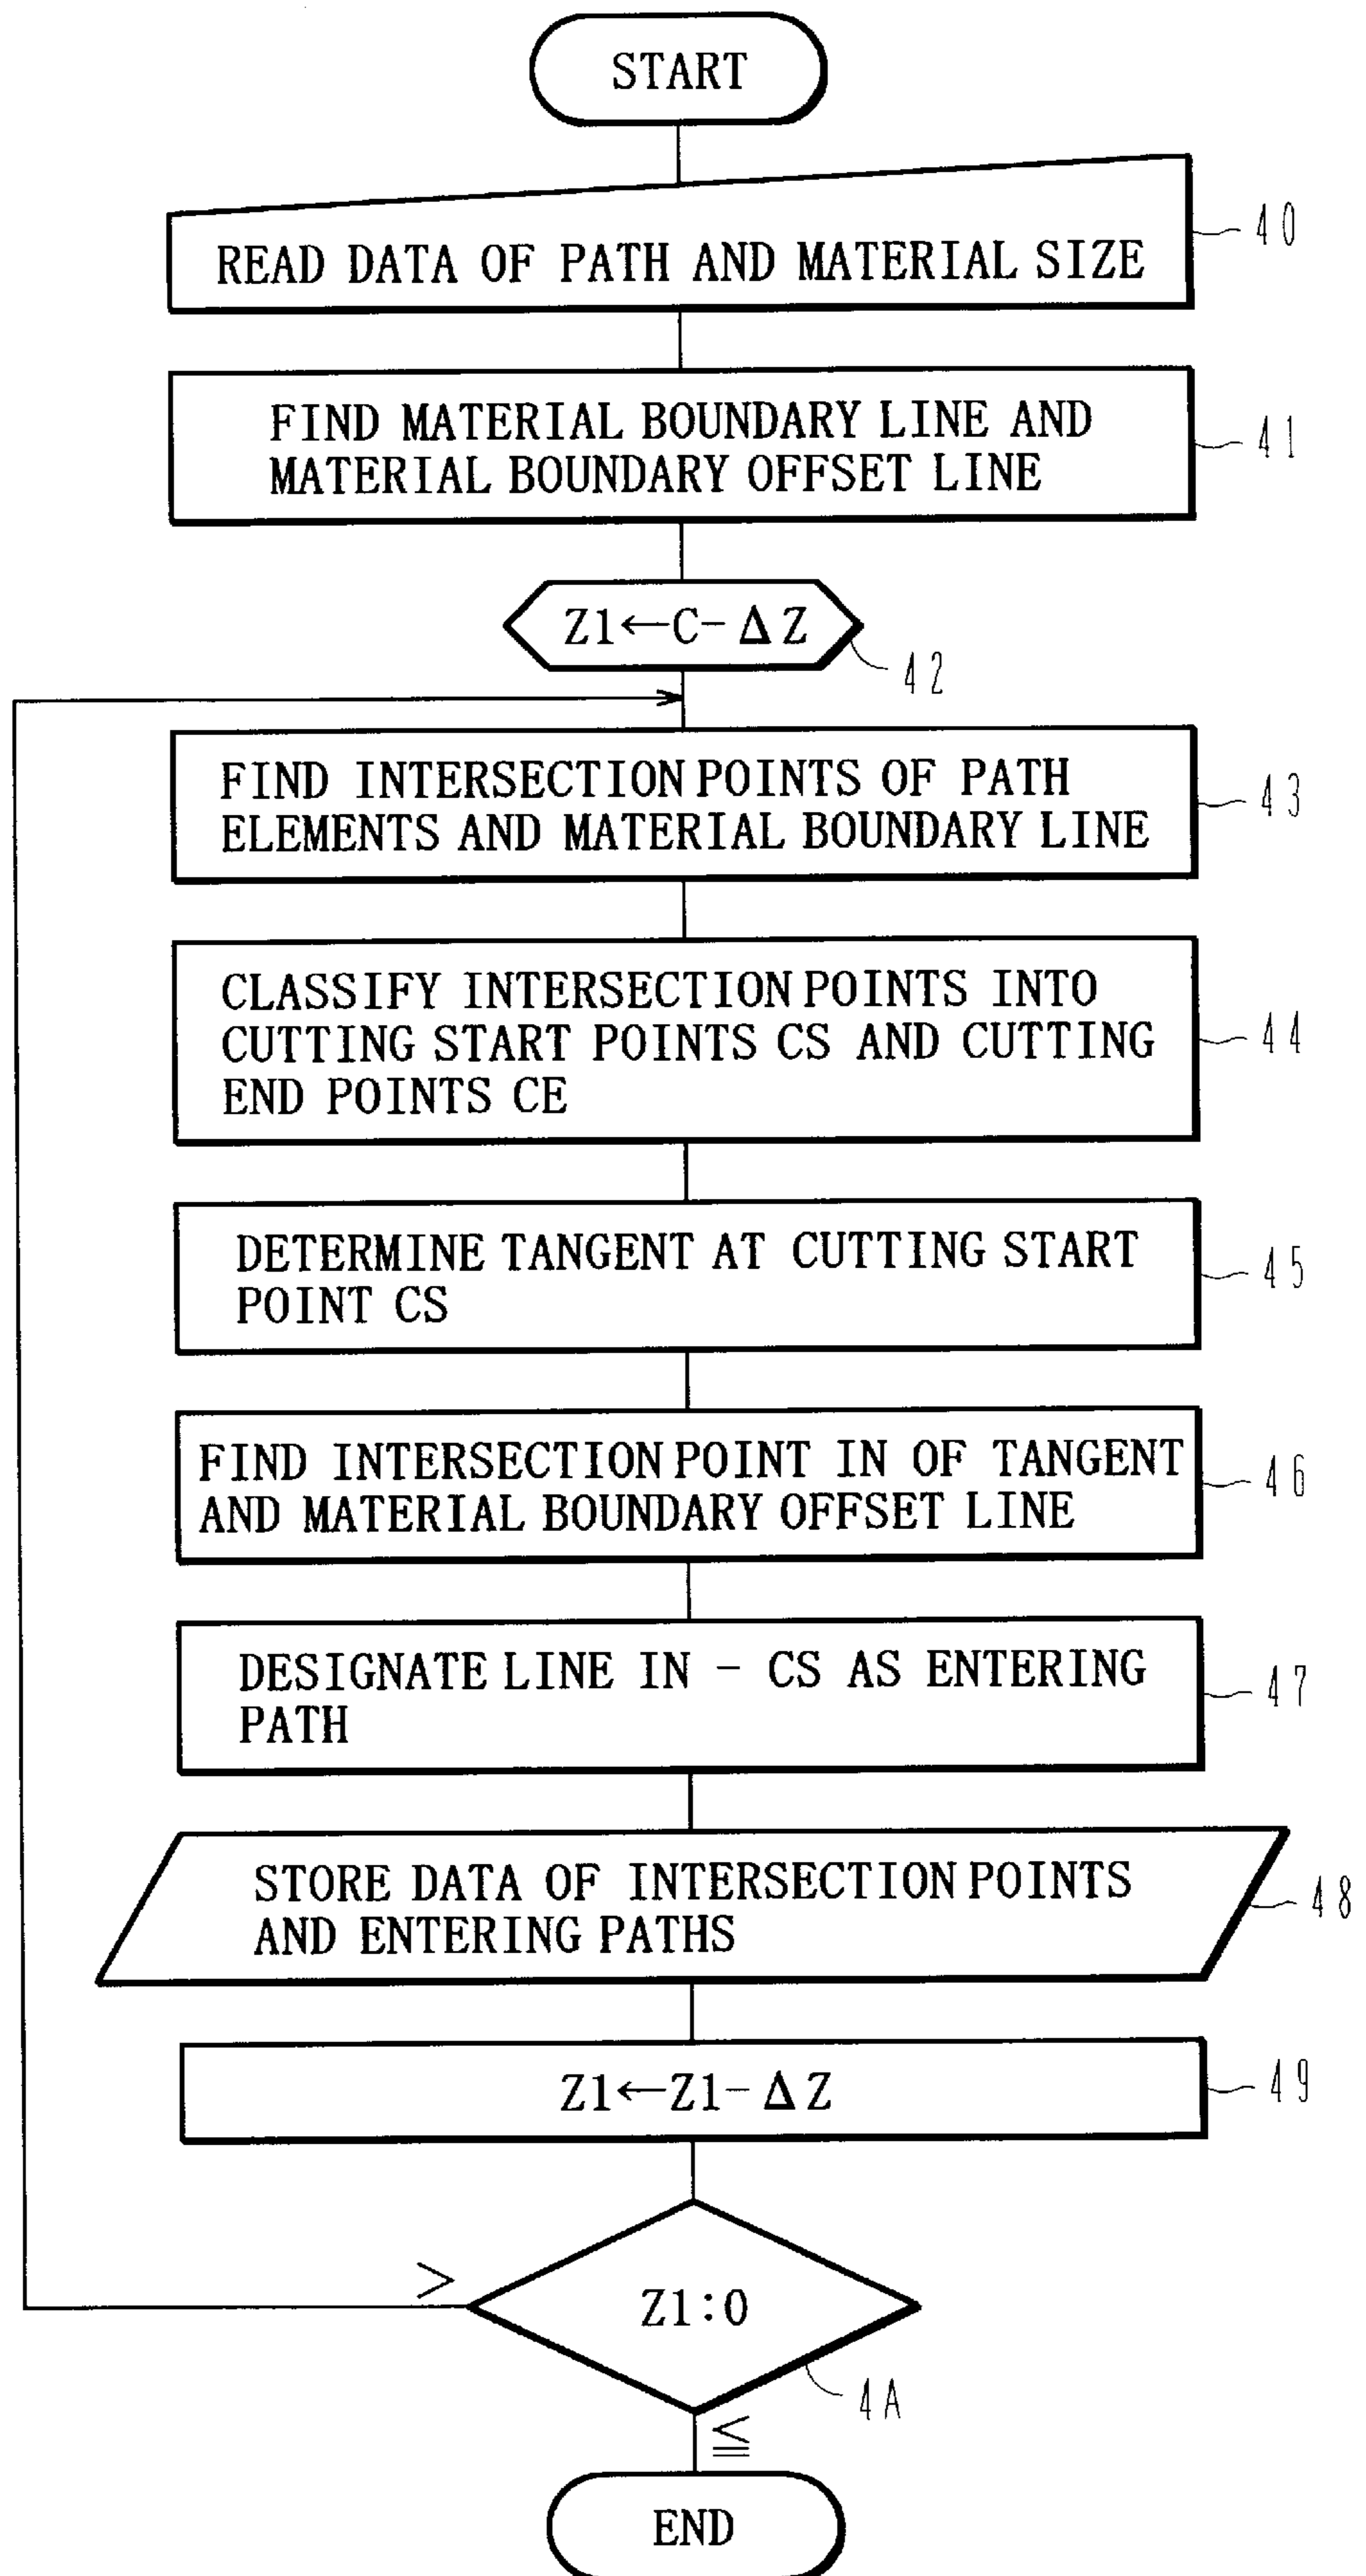 START
READ DATA OF PATH AND MATERIAL SIZE
40
FIND MATERIAL BOUNDARY LINE AND
MATERIAL BOUNDARY OFFSET LINE
41
Z1←C-ΔZ
42
FIND INTERSECTION POINTS OF PATH
ELEMENTS AND MATERIAL BOUNDARY LINE
43
CLASSIFY INTERSECTION POINTS INTO
CUTTING START POINTS CS AND CUTTING
END POINTS CE
44
DETERMINE TANGENT AT CUTTING START
POINT CS
45
FIND INTERSECTION POINT IN OF TANGENT
AND MATERIAL BOUNDARY OFFSET LINE
46
DESIGNATE LINE IN - CS AS ENTERING
PATH
47
STORE DATA OF INTERSECTION POINTS
AND ENTERING PATHS
48
Z1←Z1-ΔZ
49
>
Z1:0
4A
≦
END